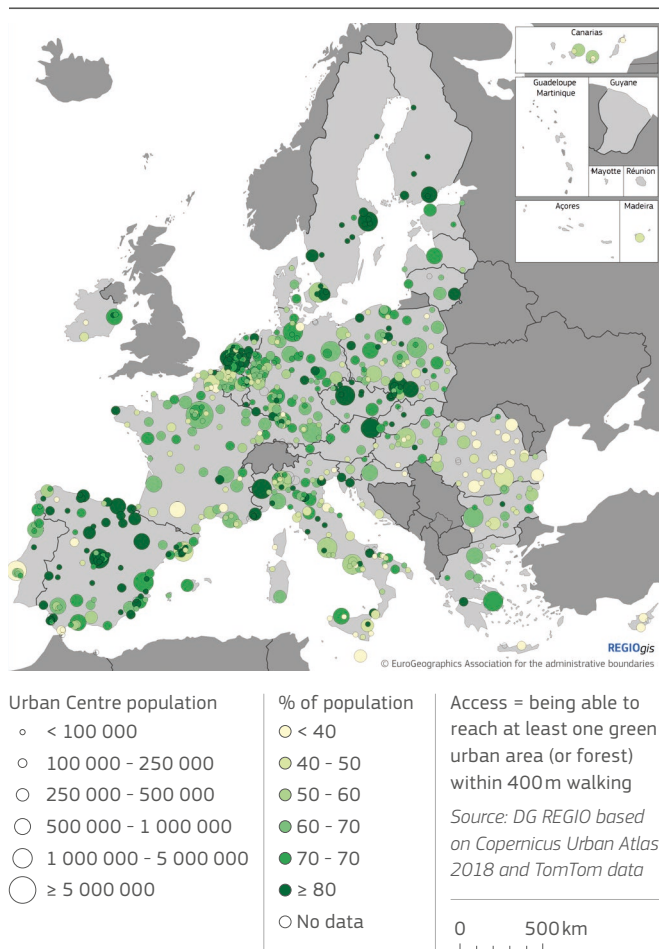 Canarias
Guadeloupe
Martinique
Guyane
Mayotte
Réunion
Açores
Madeira
REGIOgis
© EuroGeographics Association for the administrative boundaries
Urban Centre population
< 100 000
100 000 - 250 000
250 000 - 500 000
500 000 - 1 000 000
1 000 000 - 5 000 000
≥ 5 000 000
% of population
< 40
40 - 50
50 - 60
60 - 70
70 - 70
≥ 80
No data
Access = being able to
reach at least one green
urban area (or forest)
within 400m walking
Source: DG REGIO based
on Copernicus Urban Atlas
2018 and TomTom data
0 500km